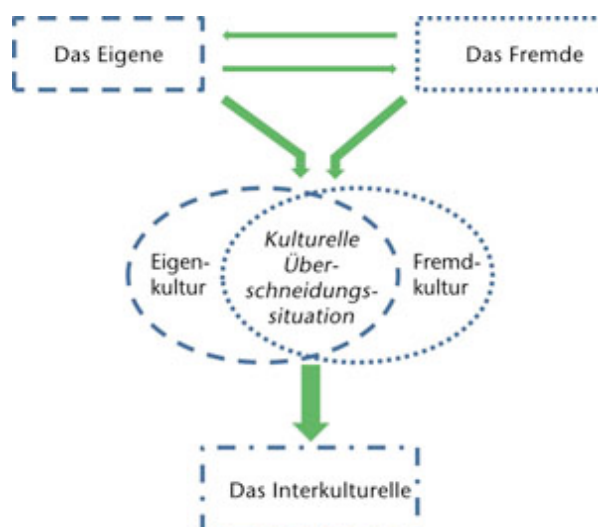 Das Eigene
Das Fremde
Eigen-
kultur
Kulturelle
Über-
schneidungs-
situation
Fremd-
kultur
Das Interkulturelle